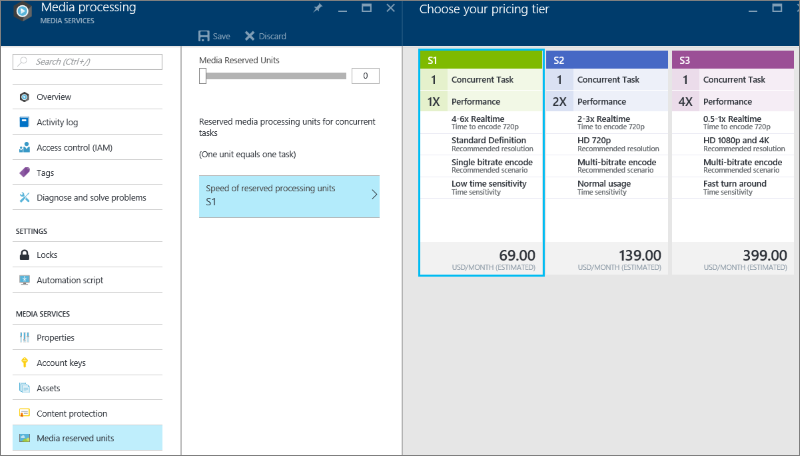 Media processing
MEDIA SERVICES
Search (Ctrl+/)
Overview
Activity log
Access control (IAM)
Tags
Diagnose and solve problems
SETTINGS
Locks
Automation script
MEDIA SERVICES
Properties
Account keys
Assets
Content protection
Media reserved units
Save Discard
Media Reserved Units
0
Reserved media processing units for concurrent
tasks
(One unit equals one task)
Speed of reserved processing units
S1
Choose your pricing tier
S1
1 Concurrent Task
1X Performance
4-6x Realtime
Time to encode 720p
Standard Definition
Recommended resolution
Single bitrate encode
Recommended scenario
Low time sensitivity
Time sensitivity
69.00
USD/MONTH (ESTIMATED)
S2
1 Concurrent Task
2X Performance
2-3x Realtime
Time to encode 720p
HD 720p
Recommended resolution
Multi-bitrate encode
Recommended scenario
Normal usage
Time sensitivity
139.00
USD/MONTH (ESTIMATED)
S3
1 Concurrent Task
4X Performance
0.5-1x Realtime
Time to encode 720p
HD 1080p and 4K
Recommended resolution
Multi-bitrate encode
Recommended scenario
Fast turn around
Time sensitivity
399.00
USD/MONTH (ESTIMATED)